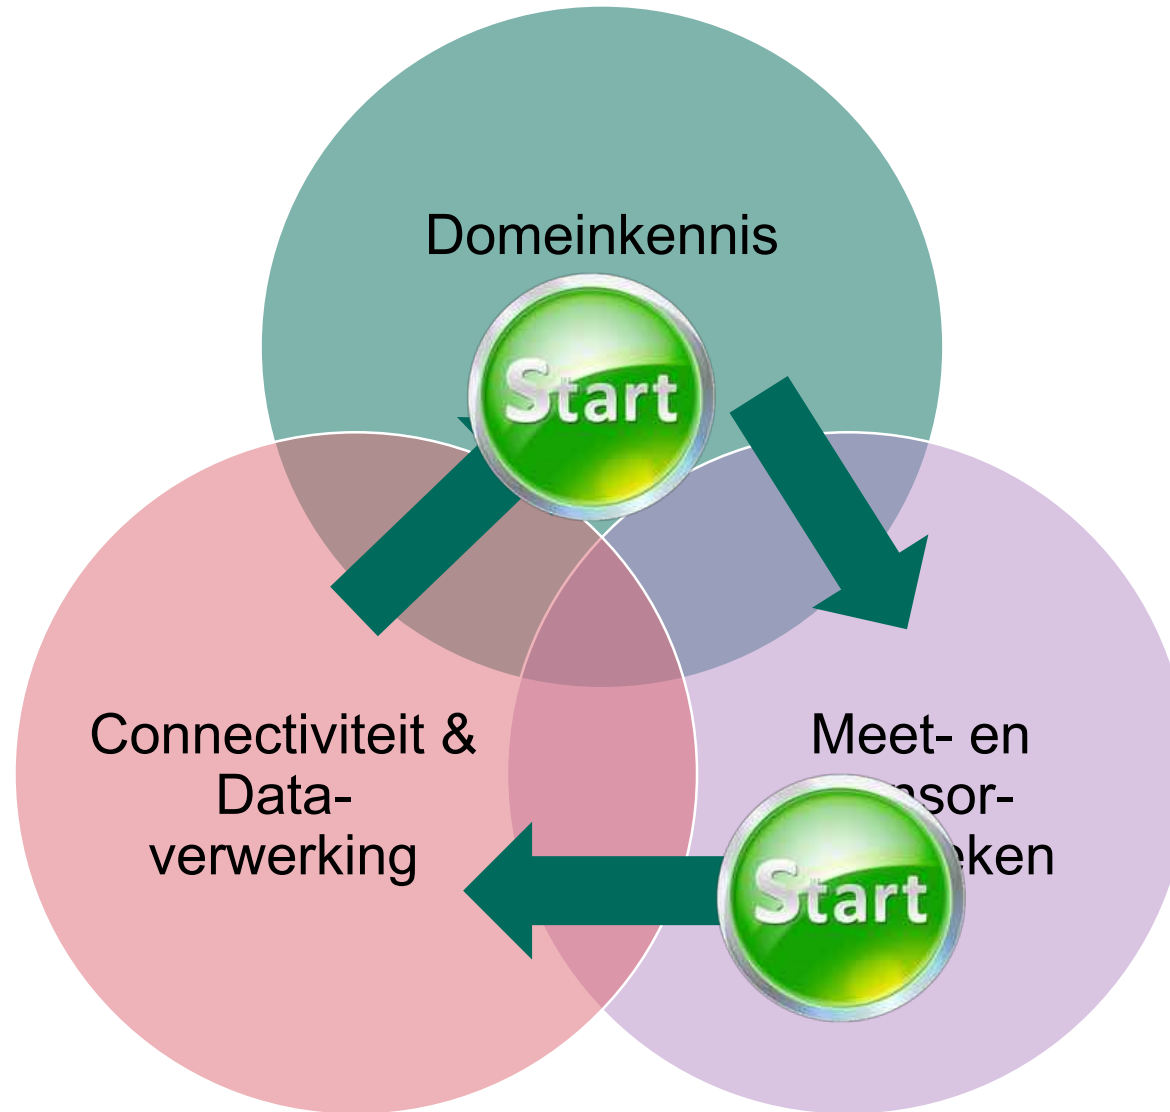 Domeinkennis
Start
Connectiviteit &
Data-
verwerking
Meet- en
Start